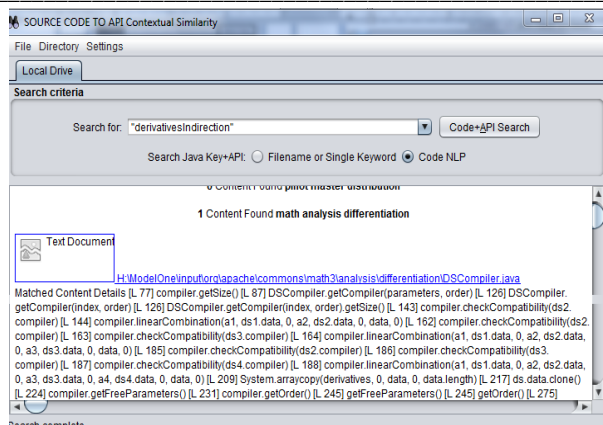 SOURCE CODE TO API Contextual Similarity
File Directory Settings
Local Drive
Search criteria
Search for: "derivativesIndirection" Code+API Search
Search Java Key+API: Filename or Single Keyword Code NLP
0 Content Found pilot master distribution
1 Content Found math analysis differentiation
Text Document
H:\ModelOne\input\org\apache\commons\math3\analysis\differentiation\DSCompiler.java
Matched Content Details [L 77] compiler.getSize() [L 87] DSCompiler.getCompiler(parameters, order) [L 126] DSCompiler.
getCompiler(index, order) [L 126] DSCompiler.getCompiler(index, order).getSize() [L 143] compiler.checkCompatibility(ds2.
compiler) [L 144] compiler.linearCombination(a1, ds1.data, 0, a2, ds2.data, 0, data, 0) [L 162] compiler.checkCompatibility(ds2.
compiler) [L 163] compiler.checkCompatibility(ds3.compiler) [L 164] compiler.linearCombination(a1, ds1.data, 0, a2, ds2.data,
0, a3, ds3.data, 0, data, 0) [L 185] compiler.checkCompatibility(ds2.compiler) [L 186] compiler.checkCompatibility(ds3.
compiler) [L 187] compiler.checkCompatibility(ds4.compiler) [L 188] compiler.linearCombination(a1, ds1.data, 0, a2, ds2.data,
0, a3, ds3.data, 0, a4, ds4.data, 0, data, 0) [L 209] System.arraycopy(derivatives, 0, data, 0, data.length) [L 217] ds.data.clone()
[L 224] compiler.getFreeParameters() [L 231] compiler.getOrder() [L 245] getFreeParameters() [L 245] getOrder() [L 275]
Search complete